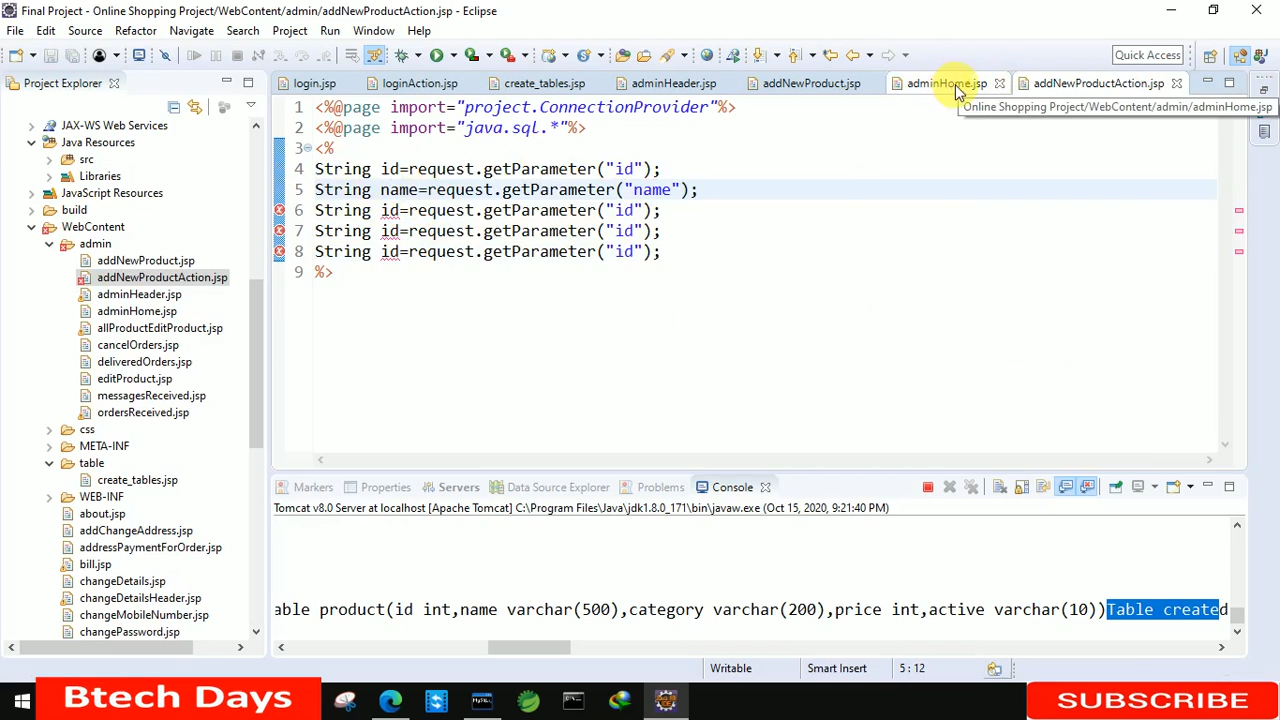 Final Project - Online Shopping Project/WebContent/admin/addNewProductAction.jsp - Eclipse
File Edit Source Refactor Navigate Search Project Run Window Help
Quick Access
Project Explorer
login.jsp loginAction.jsp create_tables.jsp adminHeader.jsp addNewProduct.jsp adminHome.jsp addNewProductAction.jsp
Online Shopping Project/WebContent/admin/adminHome.jsp
JAX-WS Web Services
Java Resources
src
Libraries
JavaScript Resources
build
WebContent
admin
addNewProduct.jsp
addNewProductAction.jsp
adminHeader.jsp
adminHome.jsp
allProductEditProduct.jsp
cancelOrders.jsp
deliveredOrders.jsp
editProduct.jsp
messagesReceived.jsp
ordersReceived.jsp
css
META-INF
table
create_tables.jsp
WEB-INF
about.jsp
addChangeAddress.jsp
addressPaymentForOrder.jsp
bill.jsp
changeDetails.jsp
changeDetailsHeader.jsp
changeMobileNumber.jsp
changePassword.jsp
1 <%@page import="project.ConnectionProvider"%>
2 <%@page import="java.sql.*"%>
3 <%
4 String id=request.getParameter("id");
5 String name=request.getParameter("name");
6 String id=request.getParameter("id");
7 String id=request.getParameter("id");
8 String id=request.getParameter("id");
9 %>
Markers Properties Servers Data Source Explorer Problems Console
Tomcat v8.0 Server at localhost [Apache Tomcat] C:\Program Files\Java\jdk1.8.0_171\bin\javaw.exe (Oct 15, 2020, 9:21:40 PM)
able product(id int,name varchar(500),category varchar(200),price int,active varchar(10))Table created
Writable Smart Insert 5 : 12
Btech Days
SUBSCRIBE